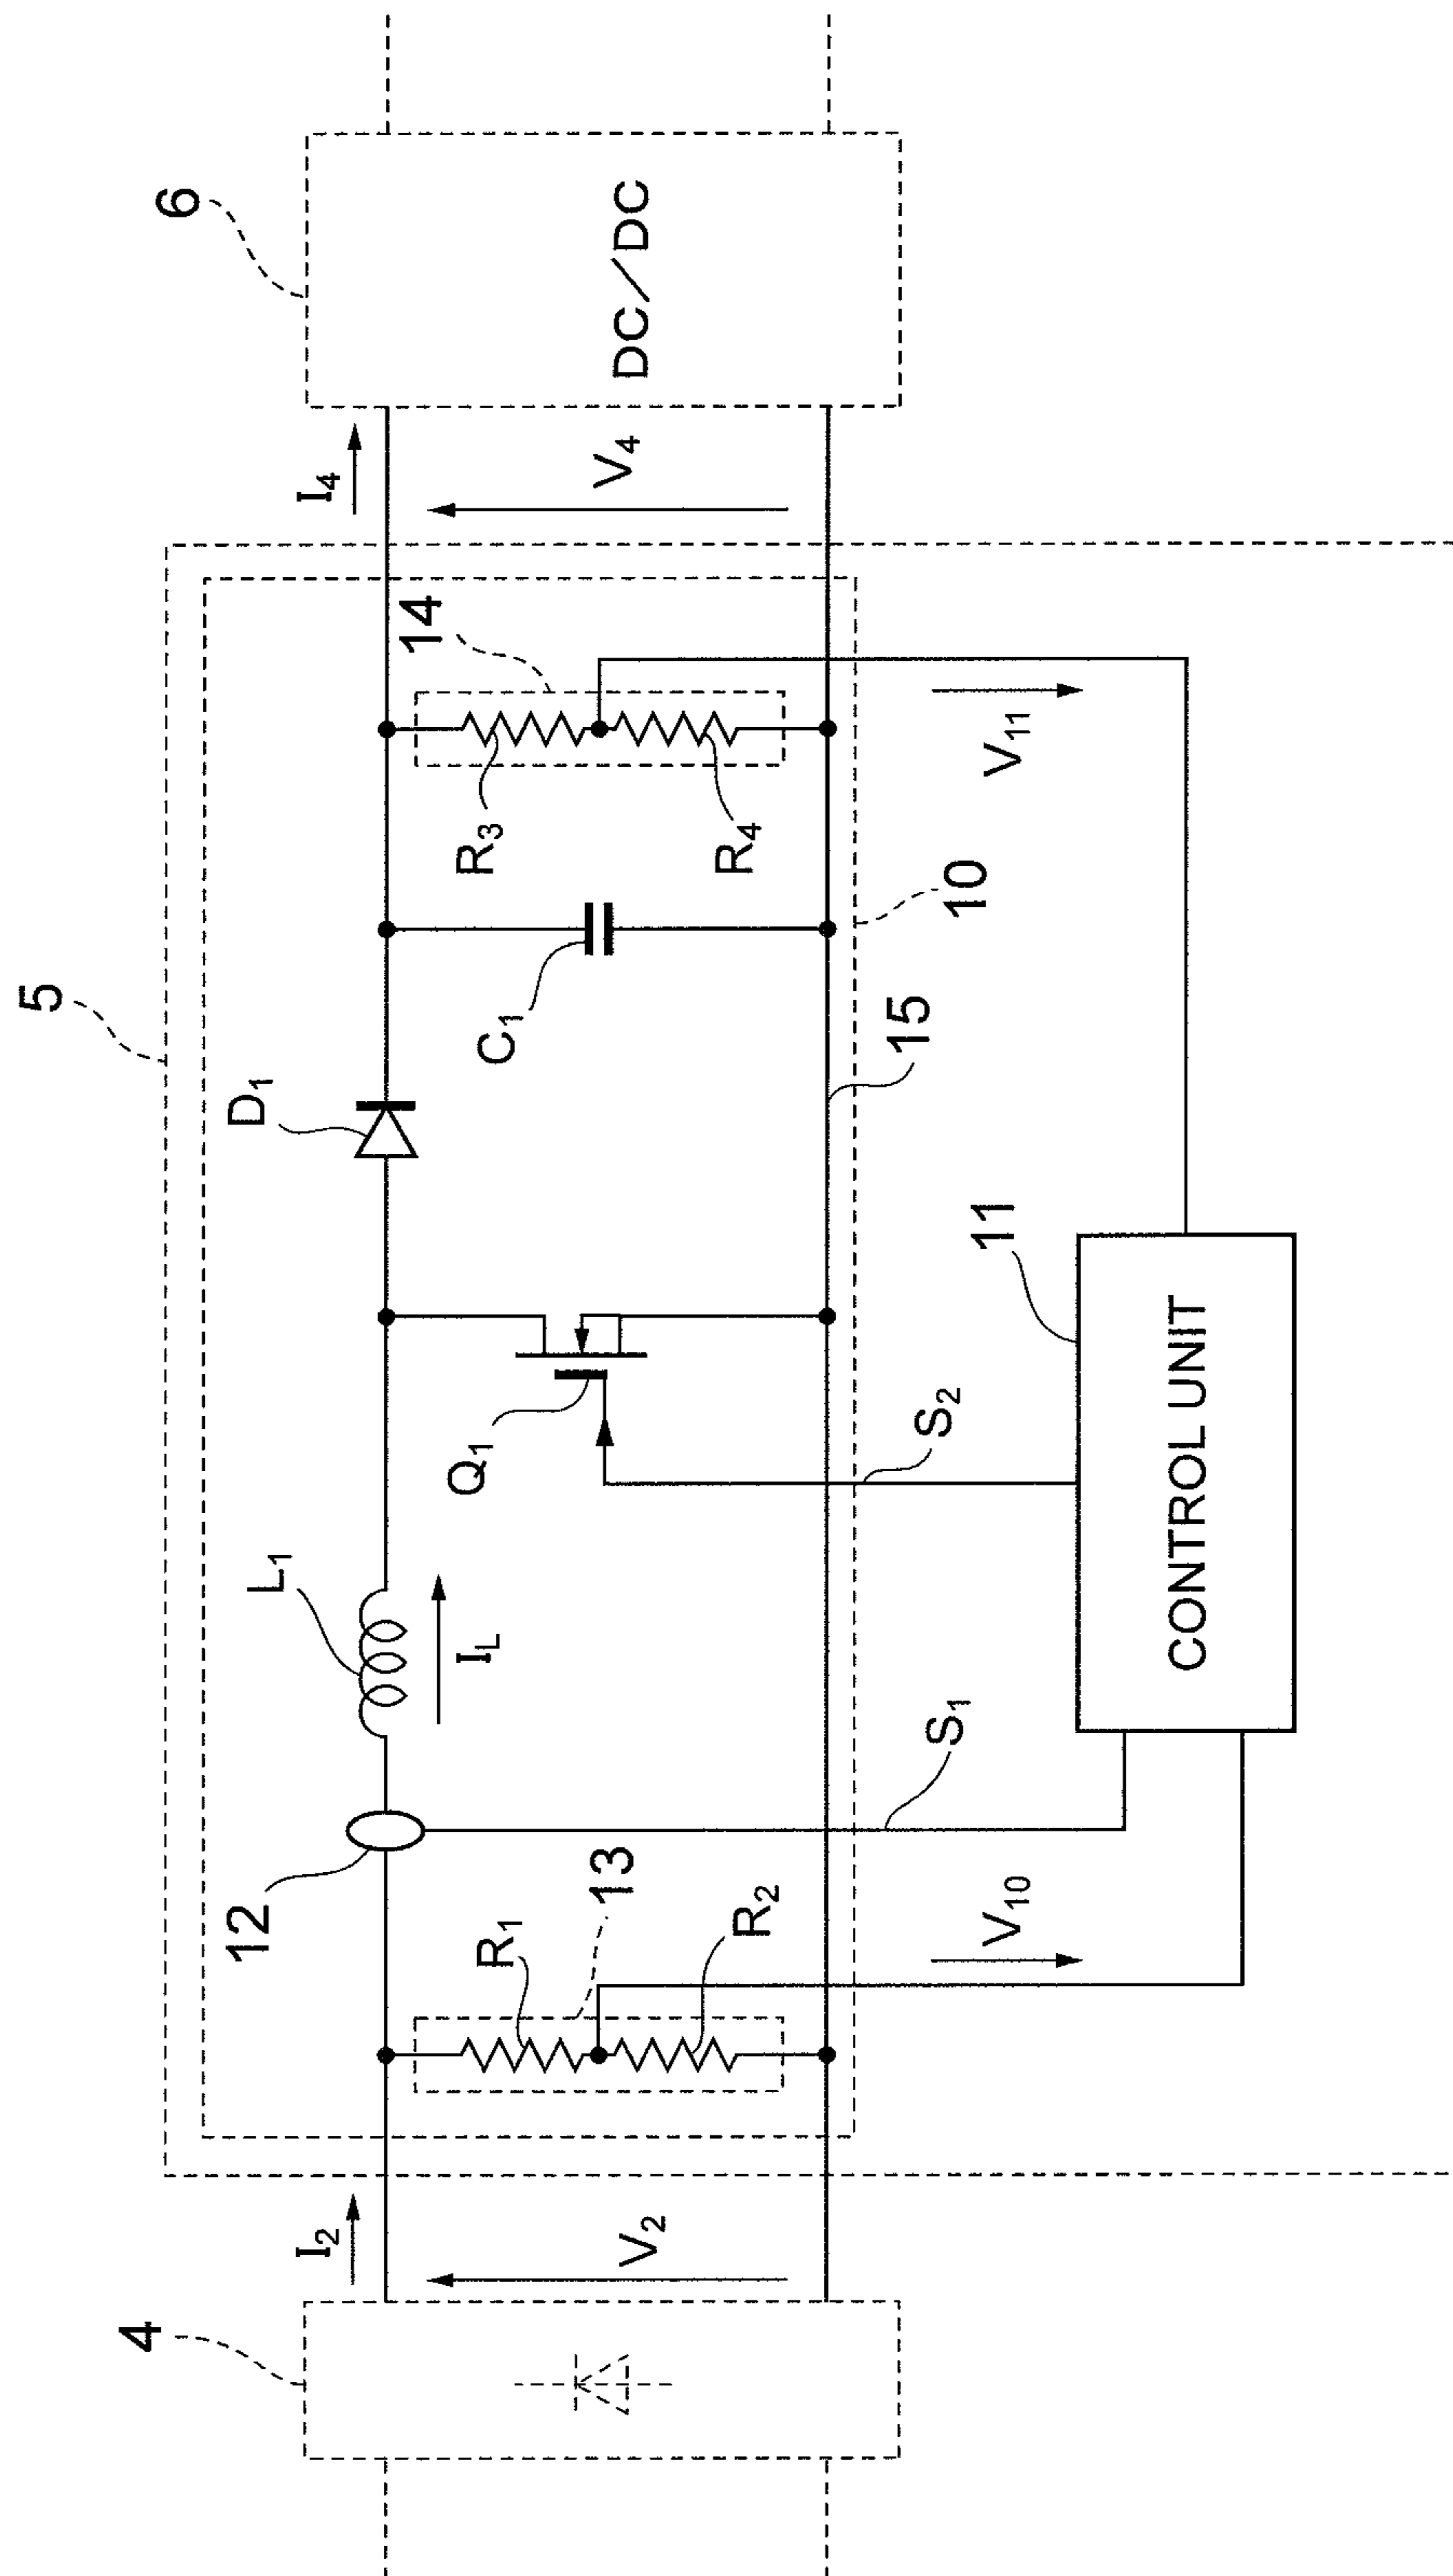 5
4
I₂
V₂
12
L₁
I_L
D₁
14
I₄
6
DC/DC
V₄
R₁
13
R₂
Q₁
C₁
R₃
R₄
15
10
V₁₀
S₁
S₂
11
V₁₁
CONTROL UNIT